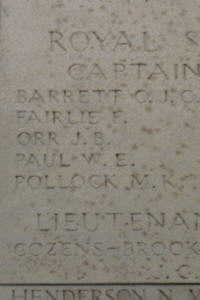 ROYAL S
CAPTAIN
BARRETT C.J.C.
FAIRLIE F.
ORR J.B.
PAUL W.E.
POLLOCK M.K.
LIEUTENAN
COZENS-BROOK
C.
HENDERSON N.